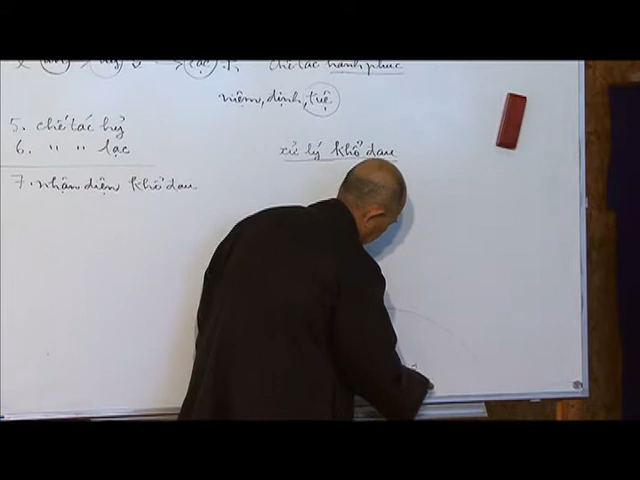 chế tác hạnh phúc
niệm, định, tuệ
5. chế tác hỷ
6. " " lạc
xử lý khổ đau
7. nhận diện khổ đau